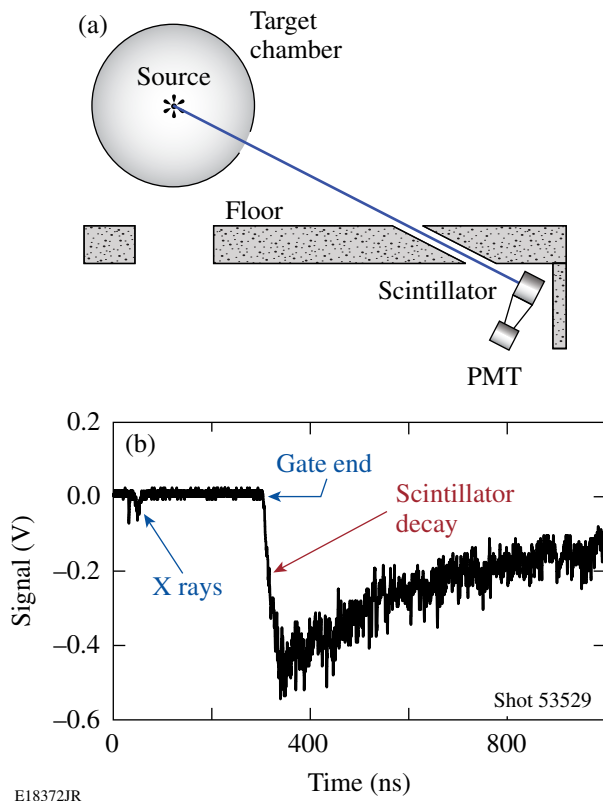 (a)
Target
chamber
Source
Floor
Scintillator
PMT
(b)
0.2
0.0
–0.2
–0.4
–0.6
Signal (V)
Gate end
Scintillator
decay
X rays
Shot 53529
0
400
800
Time (ns)
E18372JR